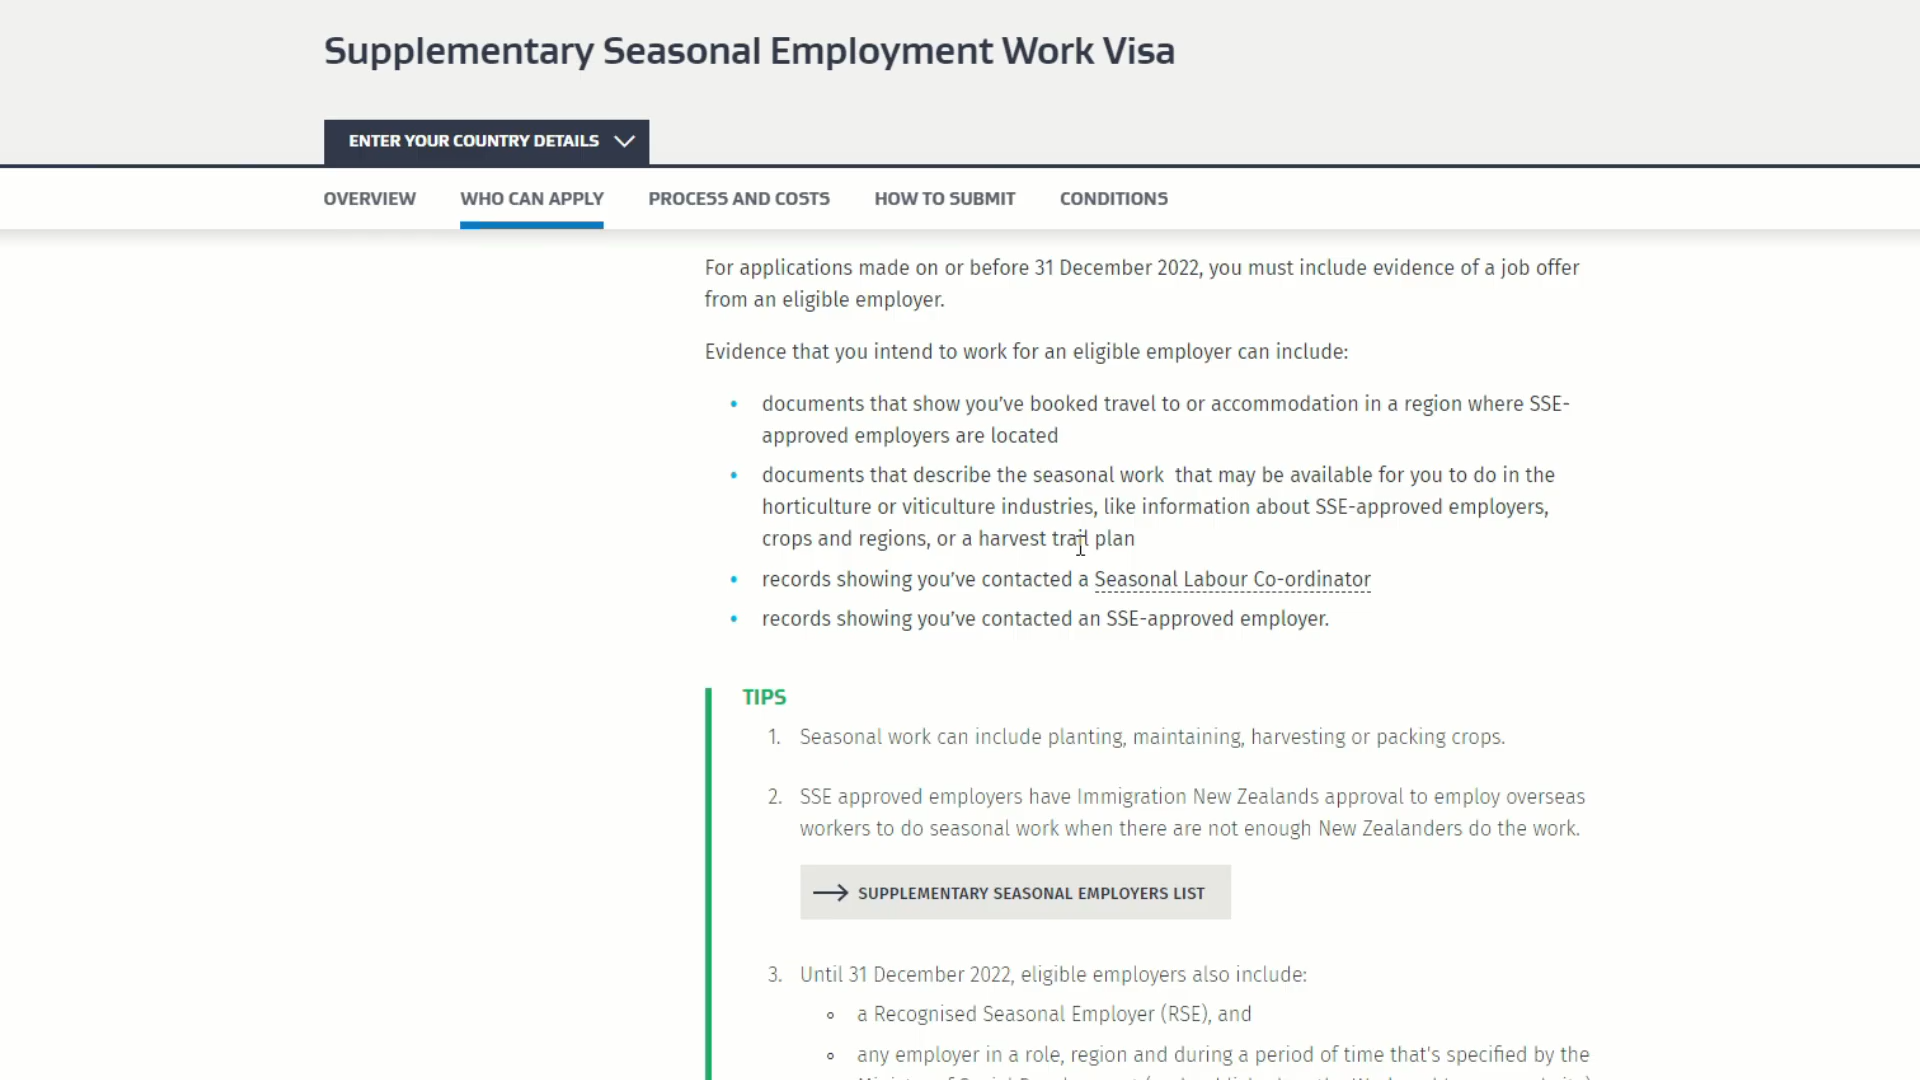 Supplementary Seasonal Employment Work Visa
ENTER YOUR COUNTRY DETAILS
OVERVIEW WHO CAN APPLY PROCESS AND COSTS HOW TO SUBMIT CONDITIONS
For applications made on or before 31 December 2022, you must include evidence of a job offer
from an eligible employer.
Evidence that you intend to work for an eligible employer can include:
• documents that show you've booked travel to or accommodation in a region where SSE-
approved employers are located
• documents that describe the seasonal work that may be available for you to do in the
horticulture or viticulture industries, like information about SSE-approved employers,
crops and regions, or a harvest trail plan
• records showing you've contacted a Seasonal Labour Co-ordinator
• records showing you've contacted an SSE-approved employer.
TIPS
1. Seasonal work can include planting, maintaining, harvesting or packing crops.
2. SSE approved employers have Immigration New Zealands approval to employ overseas
workers to do seasonal work when there are not enough New Zealanders do the work.
SUPPLEMENTARY SEASONAL EMPLOYERS LIST
3. Until 31 December 2022, eligible employers also include:
◦ a Recognised Seasonal Employer (RSE), and
◦ any employer in a role, region and during a period of time that's specified by the